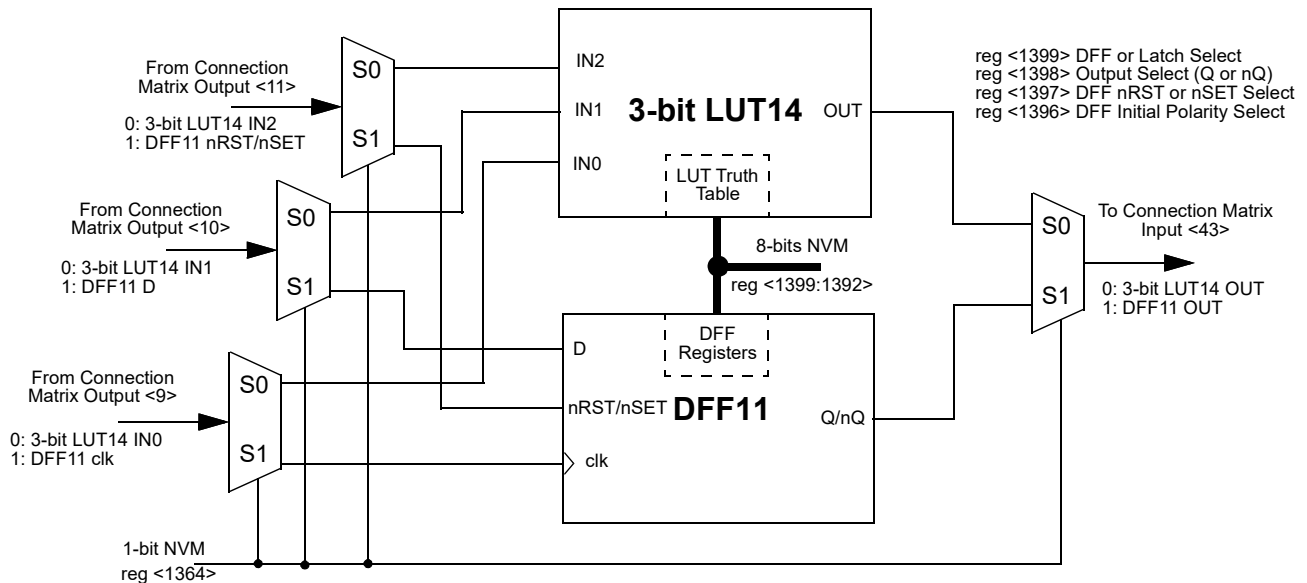 From Connection
Matrix Output <11>
0: 3-bit LUT14 IN2
1: DFF11 nRST/nSET
S0
S1
From Connection
Matrix Output <10>
0: 3-bit LUT14 IN1
1: DFF11 D
S0
S1
From Connection
Matrix Output <9>
0: 3-bit LUT14 IN0
1: DFF11 clk
S0
S1
1-bit NVM
reg <1364>
IN2
IN1
IN0
3-bit LUT14
OUT
LUT Truth
Table
8-bits NVM
reg <1399:1392>
DFF
Registers
D
nRST/nSET
clk
DFF11
Q/nQ
reg <1399> DFF or Latch Select
reg <1398> Output Select (Q or nQ)
reg <1397> DFF nRST or nSET Select
reg <1396> DFF Initial Polarity Select
S0
S1
To Connection Matrix
Input <43>
0: 3-bit LUT14 OUT
1: DFF11 OUT